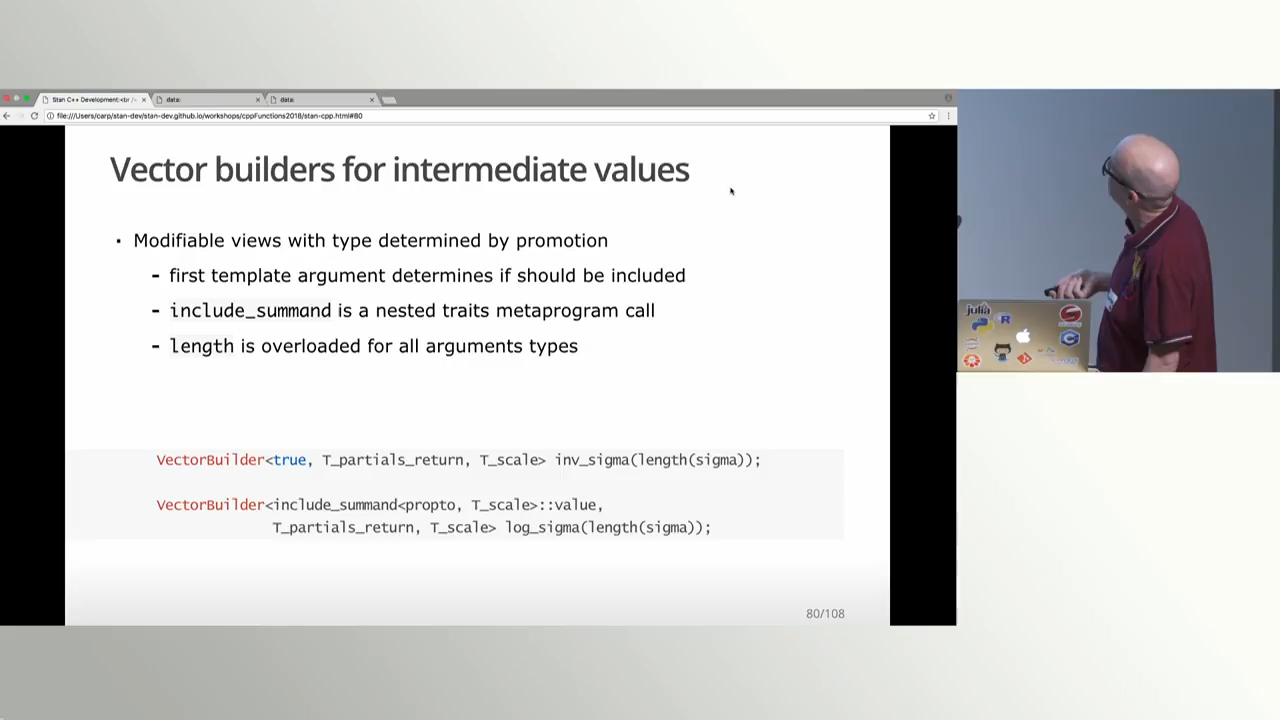 Stan C++ Development:<br /> 
data:
data:
file:///Users/carp/stan-dev/stan-dev.github.io/workshops/cppFunctions2018/stan-cpp.html#80
Vector builders for intermediate values
▪ Modifiable views with type determined by promotion
- first template argument determines if should be included
- include_summand is a nested traits metaprogram call
- length is overloaded for all arguments types
VectorBuilder<true, T_partials_return, T_scale> inv_sigma(length(sigma));
VectorBuilder<include_summand<propto, T_scale>::value,
T_partials_return, T_scale> log_sigma(length(sigma));
80/108
julia
R
C